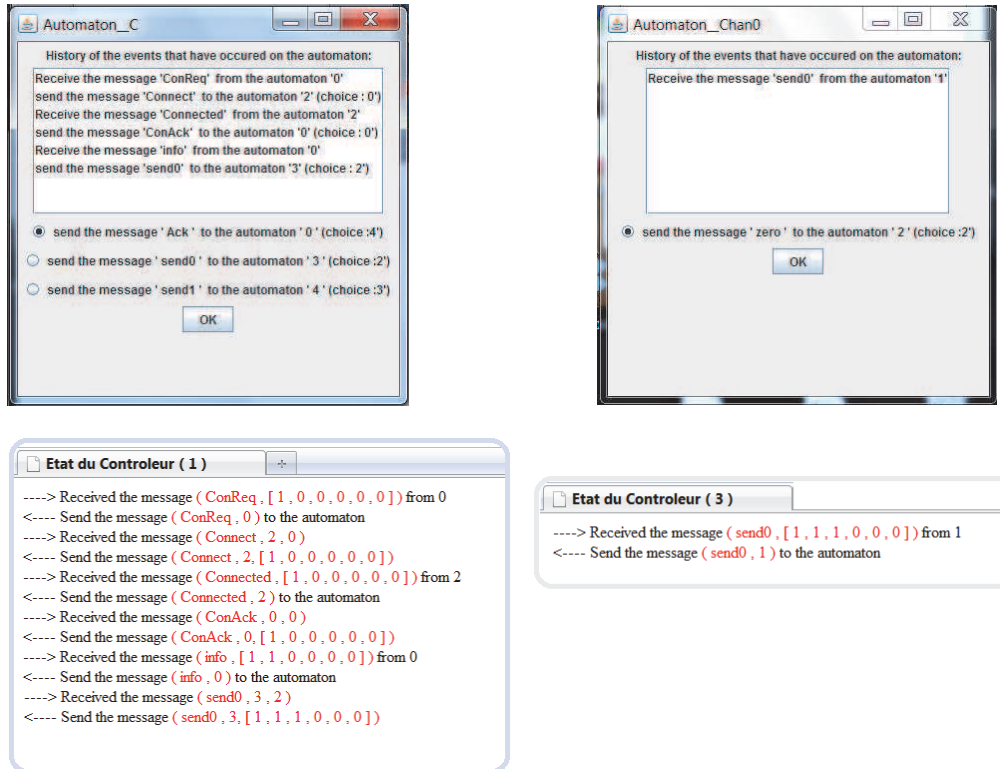 Automaton__C
History of the events that have occured on the automaton:
Receive the message 'ConReq' from the automaton '0'
send the message 'Connect' to the automaton '2' (choice : 0')
Receive the message 'Connected' from the automaton '2'
send the message 'ConAck' to the automaton '0' (choice : 0')
Receive the message 'info' from the automaton '0'
send the message 'send0' to the automaton '3' (choice : 2')
send the message ' Ack ' to the automaton ' 0 ' (choice :4')
send the message ' send0 ' to the automaton ' 3 ' (choice :2')
send the message ' send1 ' to the automaton ' 4 ' (choice :3')
OK
Automaton__Chan0
History of the events that have occured on the automaton:
Receive the message 'send0' from the automaton '1'
send the message ' zero ' to the automaton ' 2 ' (choice :2')
OK
Etat du Controleur ( 1 )
----> Received the message ( ConReq , [ 1 , 0 , 0 , 0 , 0 , 0 ] ) from 0
<---- Send the message ( ConReq , 0 ) to the automaton
----> Received the message ( Connect , 2 , 0 )
<---- Send the message ( Connect , 2, [ 1 , 0 , 0 , 0 , 0 , 0 ] )
----> Received the message ( Connected , [ 1 , 0 , 0 , 0 , 0 , 0 ] ) from 2
<---- Send the message ( Connected , 2 ) to the automaton
----> Received the message ( ConAck , 0 , 0 )
<---- Send the message ( ConAck , 0, [ 1 , 0 , 0 , 0 , 0 , 0 ] )
----> Received the message ( info , [ 1 , 1 , 0 , 0 , 0 , 0 ] ) from 0
<---- Send the message ( info , 0 ) to the automaton
----> Received the message ( send0 , 3 , 2 )
<---- Send the message ( send0 , 3, [ 1 , 1 , 1 , 0 , 0 , 0 ] )
Etat du Controleur ( 3 )
----> Received the message ( send0 , [ 1 , 1 , 1 , 0 , 0 , 0 ] ) from 1
<---- Send the message ( send0 , 1 ) to the automaton